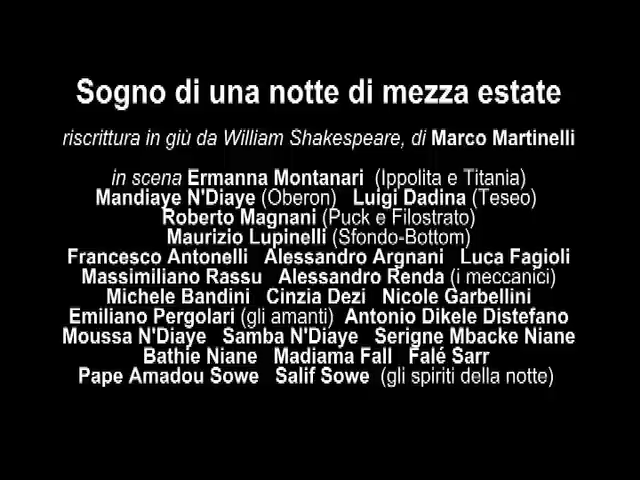 Sogno di una notte di mezza estate
riscrittura in giù da William Shakespeare, di Marco Martinelli
in scena Ermanna Montanari (Ippolita e Titania)
Mandiaye N'Diaye (Oberon) Luigi Dadina (Teseo)
Roberto Magnani (Puck e Filostrato)
Maurizio Lupinelli (Sfondo-Bottom)
Francesco Antonelli Alessandro Argnani Luca Fagioli
Massimiliano Rassu Alessandro Renda (i meccanici)
Michele Bandini Cinzia Dezi Nicole Garbellini
Emiliano Pergolari (gli amanti) Antonio Dikele Distefano
Moussa N'Diaye Samba N'Diaye Serigne Mbacke Niane
Bathie Niane Madiama Fall Falé Sarr
Pape Amadou Sowe Salif Sowe (gli spiriti della notte)